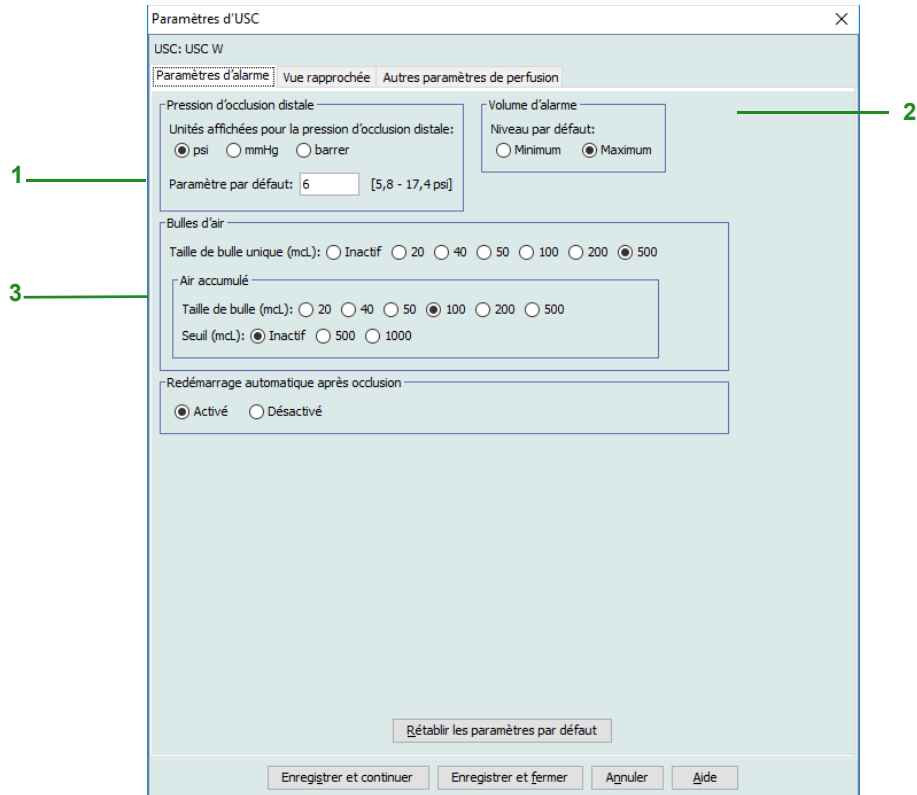 Paramètres d'USC
USC: USC W
Paramètres d'alarme Vue rapprochée Autres paramètres de perfusion
Pression d'occlusion distale
Unités affichées pour la pression d'occlusion distale:
psi mmHg barrer
Paramètre par défaut: 6 [5,8 - 17,4 psi]
1
Volume d'alarme
Niveau par défaut:
Minimum Maximum
2
Bulles d'air
Taille de bulle unique (mcL): Inactif 20 40 50 100 200 500
3
Air accumulé
Taille de bulle (mcL): 20 40 50 100 200 500
Seuil (mcL): Inactif 500 1000
Redémarrage automatique après occlusion
Activé Désactivé
Rétablir les paramètres par défaut
Enregistrer et continuer Enregistrer et fermer Annuler Aide